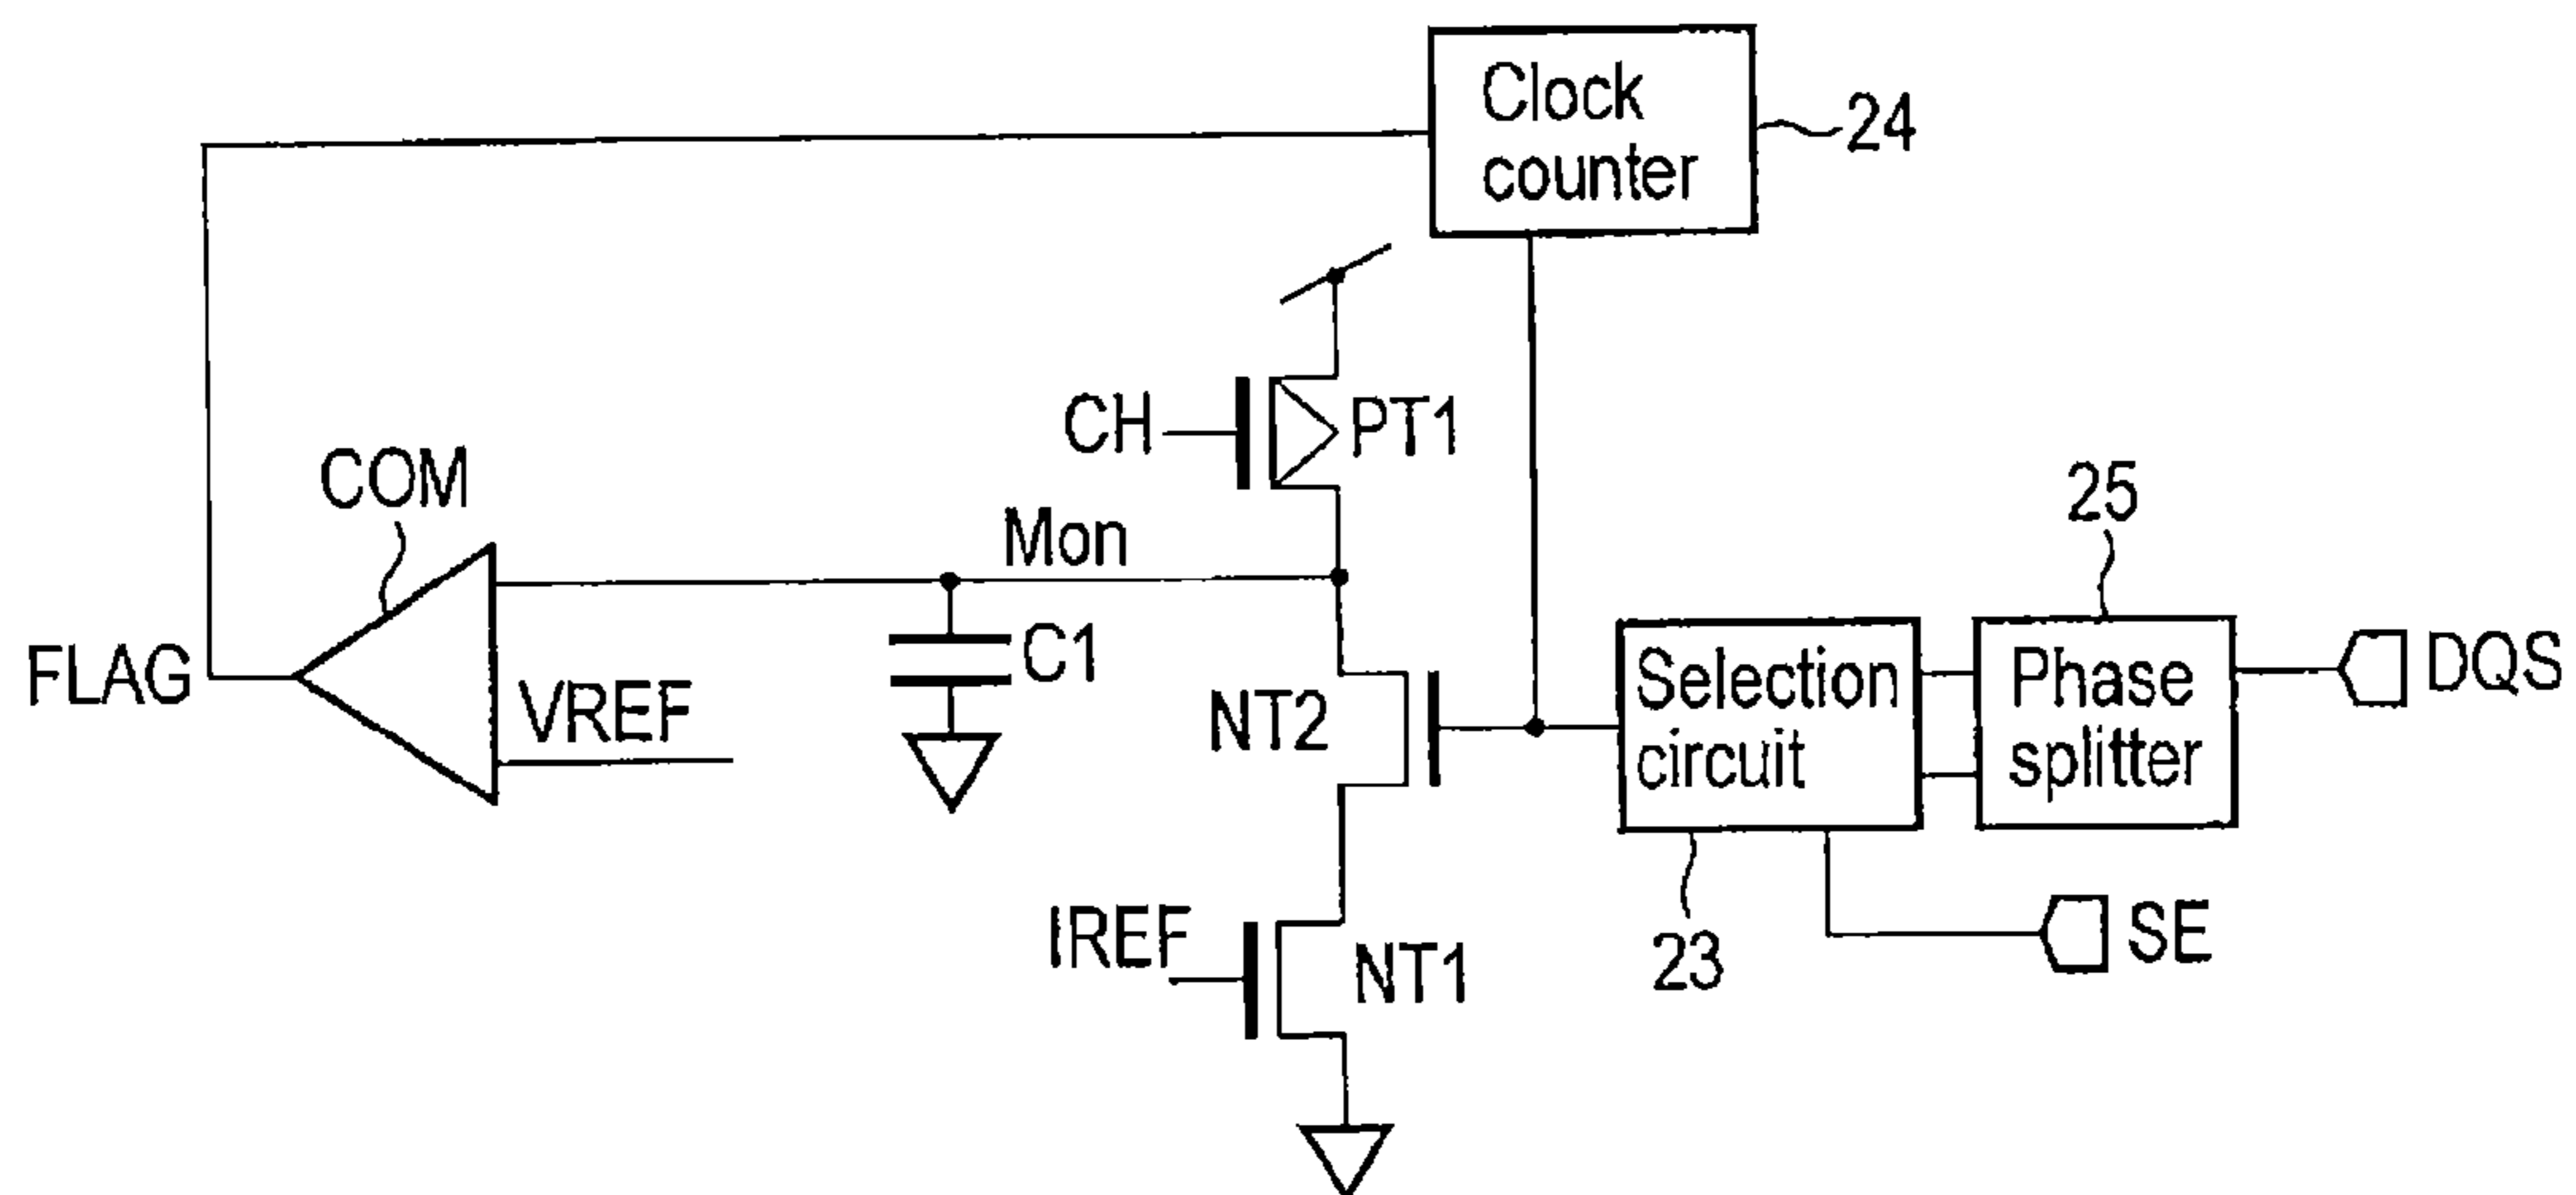 Clock
counter
24
CH
PT1
COM
Mon
25
FLAG
VREF
C1
NT2
Selection
circuit
Phase
splitter
DQS
IREF
NT1
23
SE